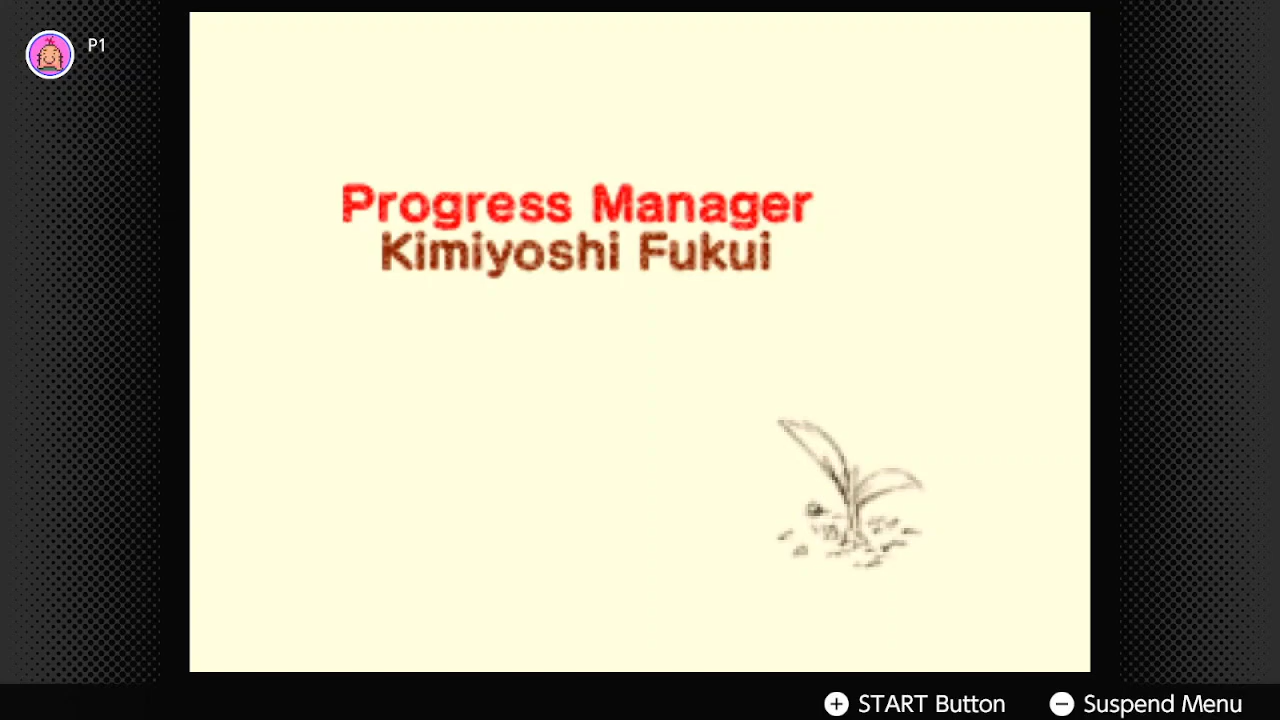 P1
Progress Manager
Kimiyoshi Fukui
START Button
Suspend Menu